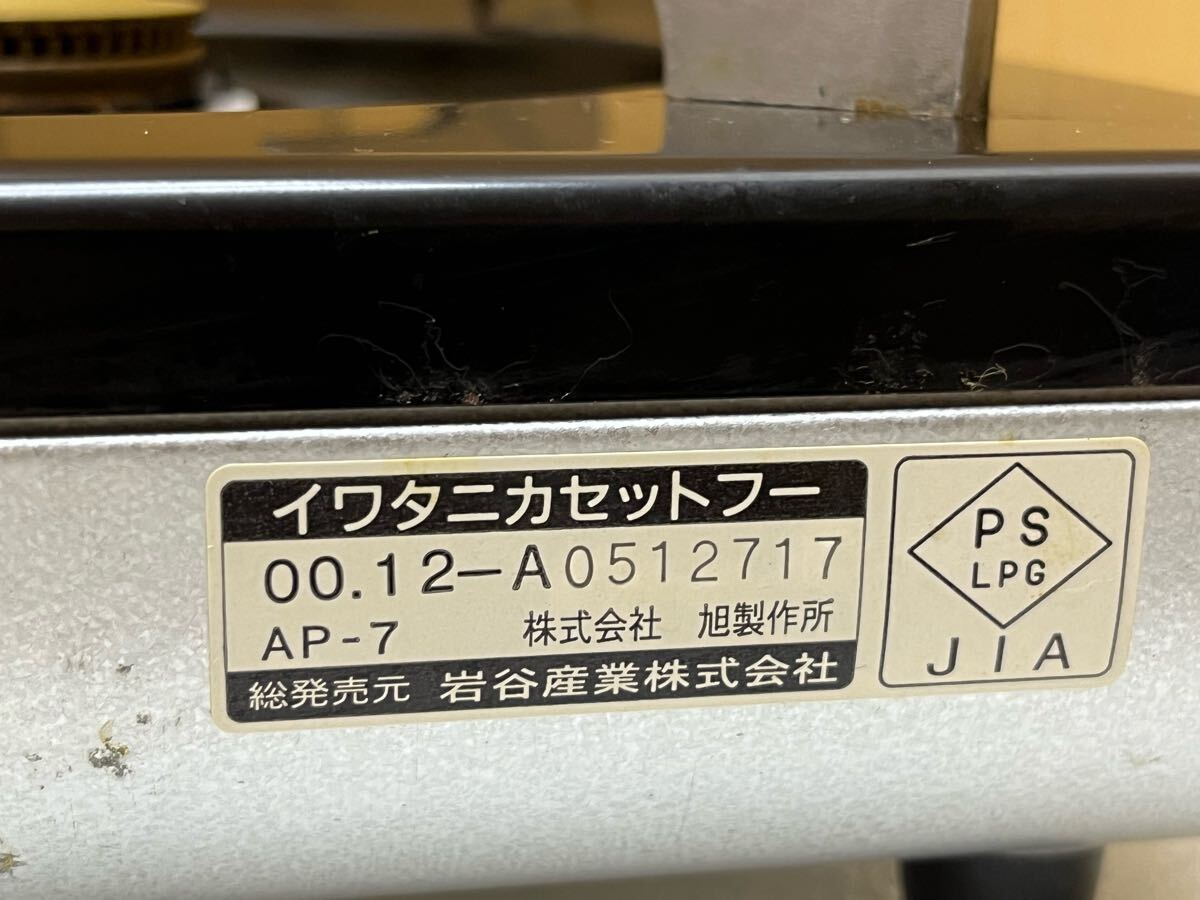 イワタニカセットフー
00.12-A0512717
AP-7 株式会社 旭製作所
総発売元 岩谷産業株式会社
PS
LPG
JIA